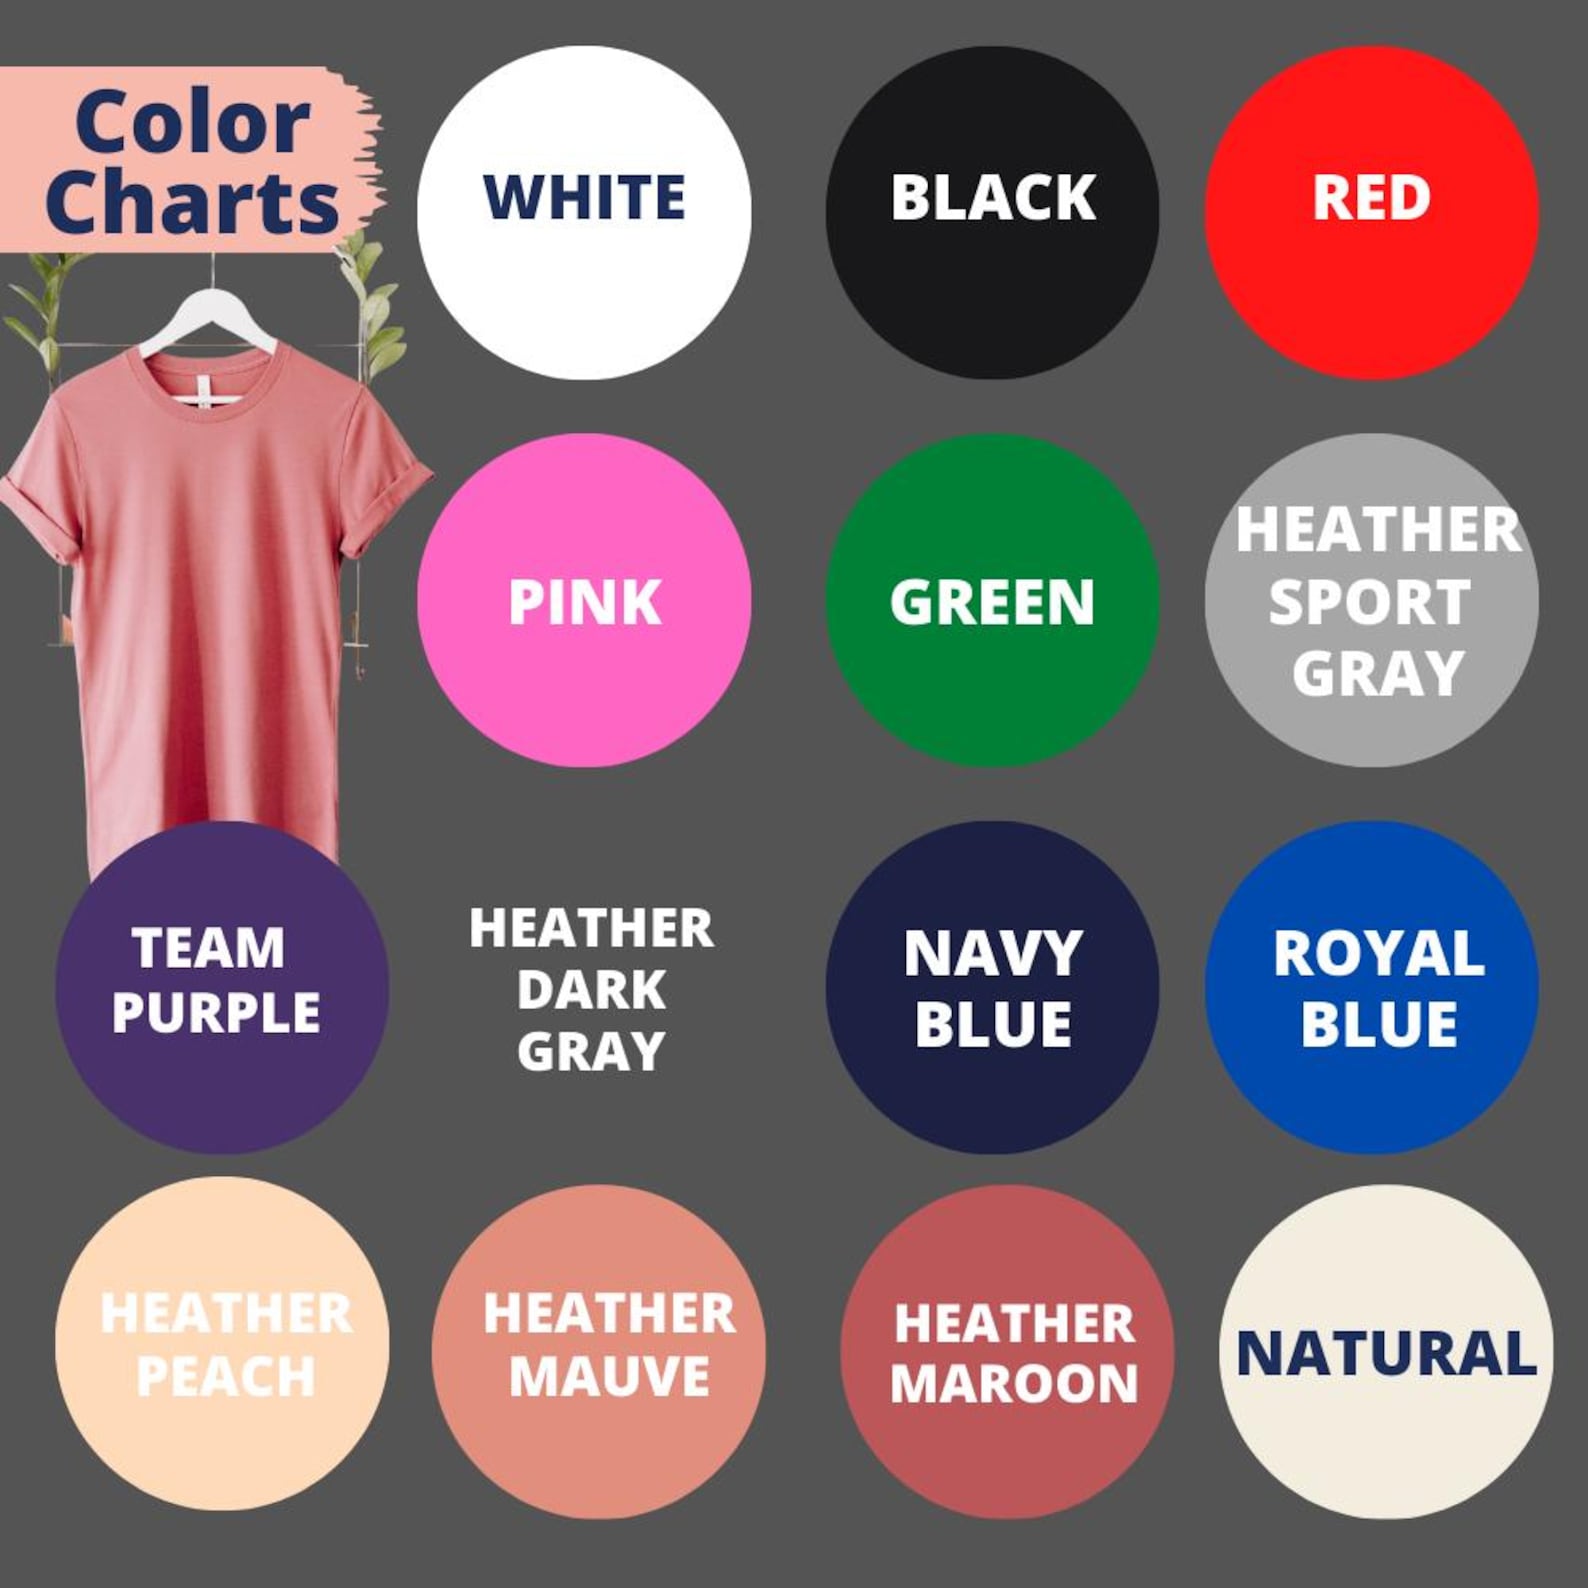 Color
Charts
WHITE
BLACK
RED
PINK
GREEN
HEATHER
SPORT
GRAY
TEAM
PURPLE
HEATHER
DARK
GRAY
NAVY
BLUE
ROYAL
BLUE
HEATHER
PEACH
HEATHER
MAUVE
HEATHER
MAROON
NATURAL